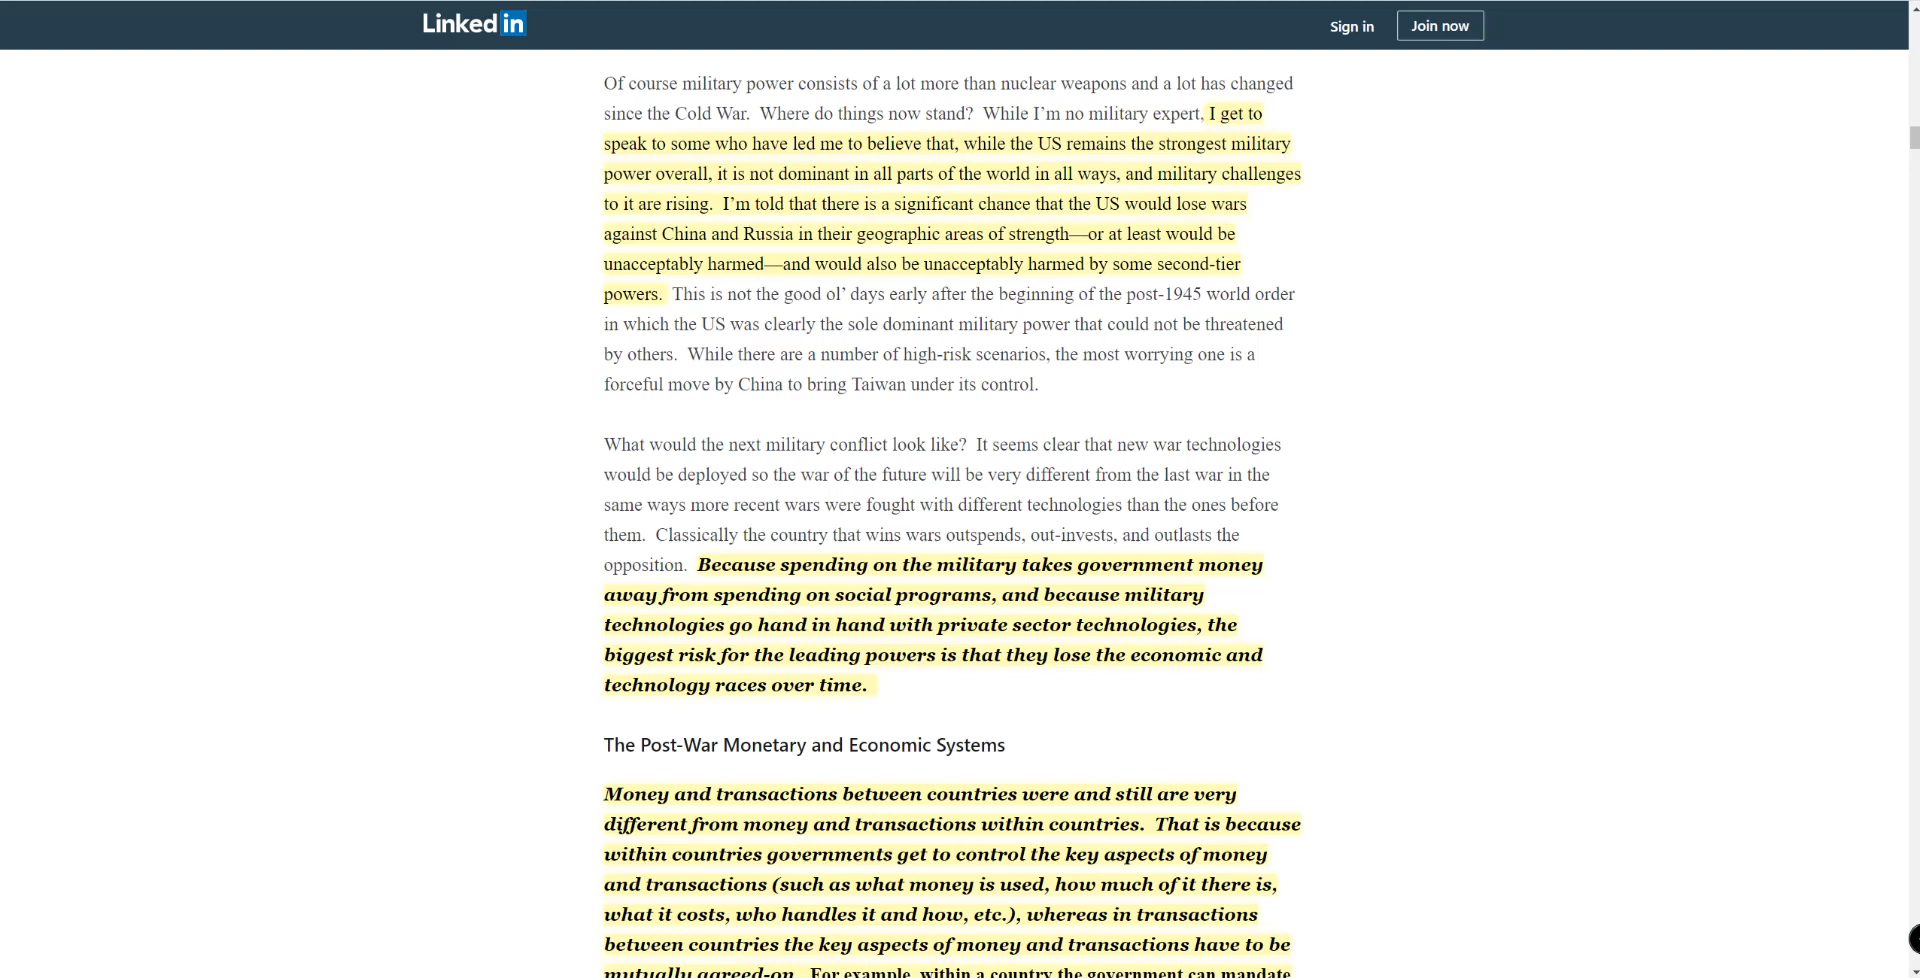 LinkedIn
Sign in
Join now
Of course military power consists of a lot more than nuclear weapons and a lot has changed
since the Cold War.  Where do things now stand?  While I’m no military expert, I get to
speak to some who have led me to believe that, while the US remains the strongest military
power overall, it is not dominant in all parts of the world in all ways, and military challenges
to it are rising.  I’m told that there is a significant chance that the US would lose wars
against China and Russia in their geographic areas of strength—or at least would be
unacceptably harmed—and would also be unacceptably harmed by some second-tier
powers.  This is not the good ol’ days early after the beginning of the post-1945 world order
in which the US was clearly the sole dominant military power that could not be threatened
by others.  While there are a number of high-risk scenarios, the most worrying one is a
forceful move by China to bring Taiwan under its control.
What would the next military conflict look like?  It seems clear that new war technologies
would be deployed so the war of the future will be very different from the last war in the
same ways more recent wars were fought with different technologies than the ones before
them.  Classically the country that wins wars outspends, out-invests, and outlasts the
opposition.  Because spending on the military takes government money
away from spending on social programs, and because military
technologies go hand in hand with private sector technologies, the
biggest risk for the leading powers is that they lose the economic and
technology races over time.
The Post-War Monetary and Economic Systems
Money and transactions between countries were and still are very
different from money and transactions within countries.  That is because
within countries governments get to control the key aspects of money
and transactions (such as what money is used, how much of it there is,
what it costs, who handles it and how, etc.), whereas in transactions
between countries the key aspects of money and transactions have to be
mutually agreed-on.  For example, within a country the government can mandate